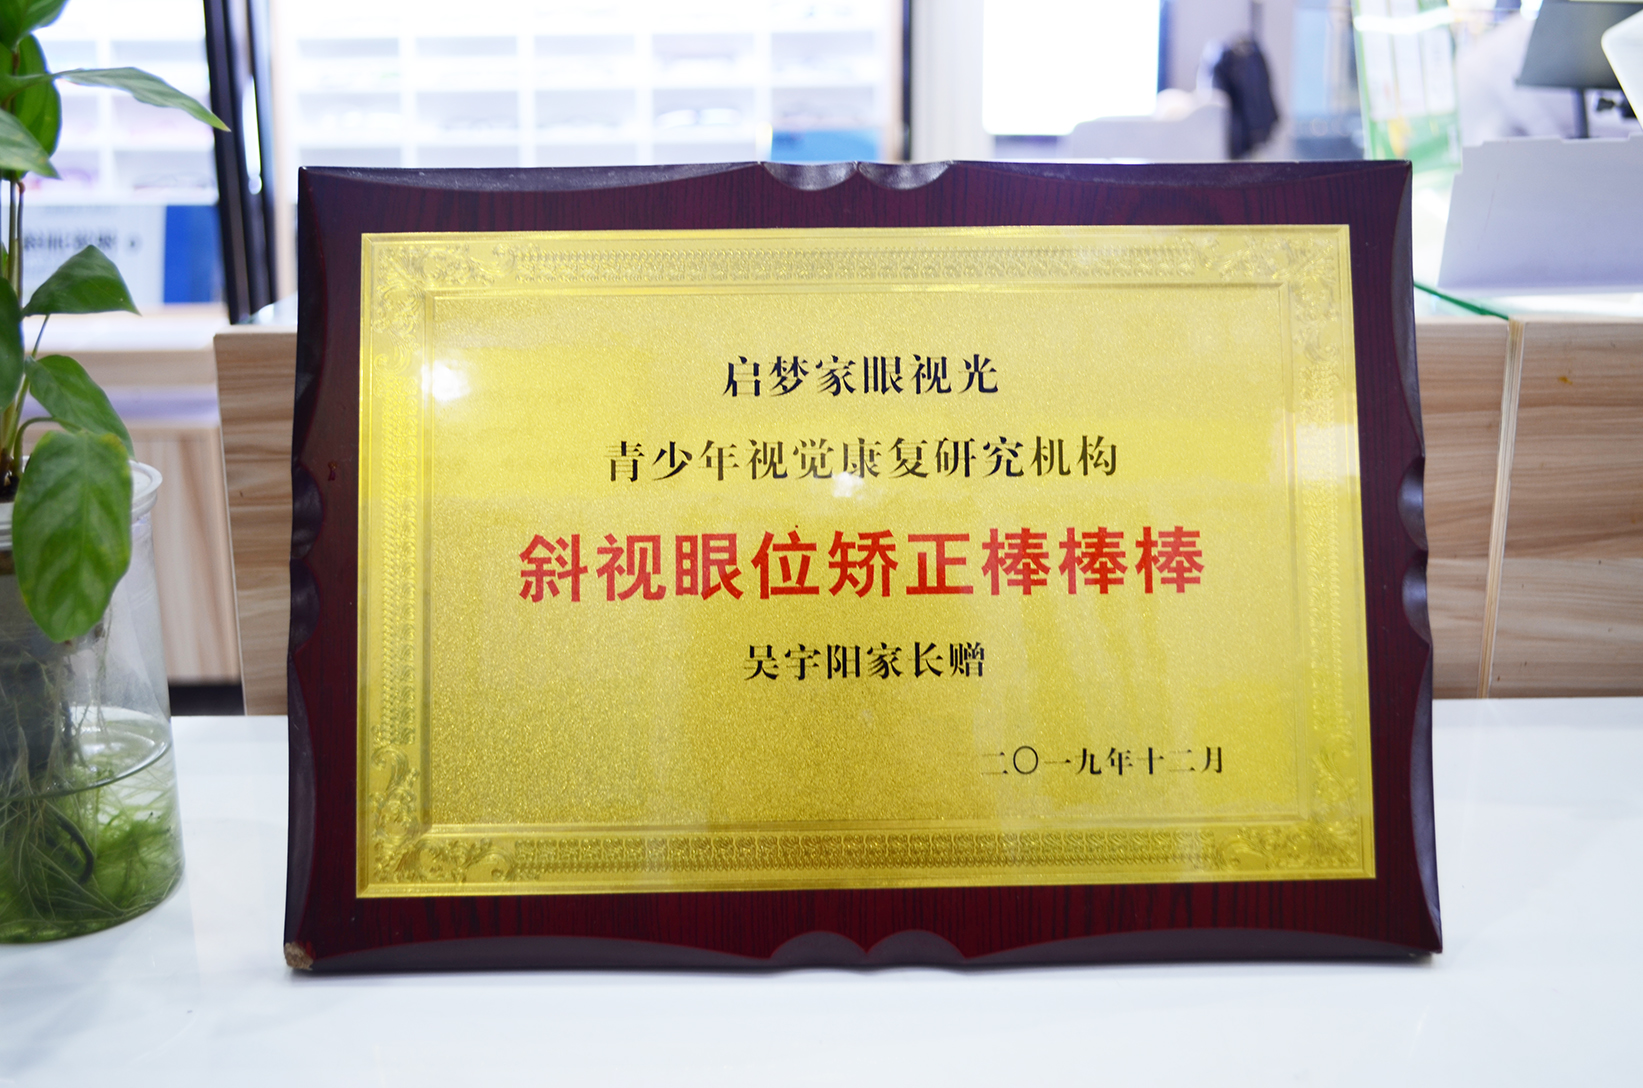 启梦家眼视光
青少年视觉康复研究机构
斜视眼位矫正棒棒棒
吴宇阳家长赠
二〇一九年十二月